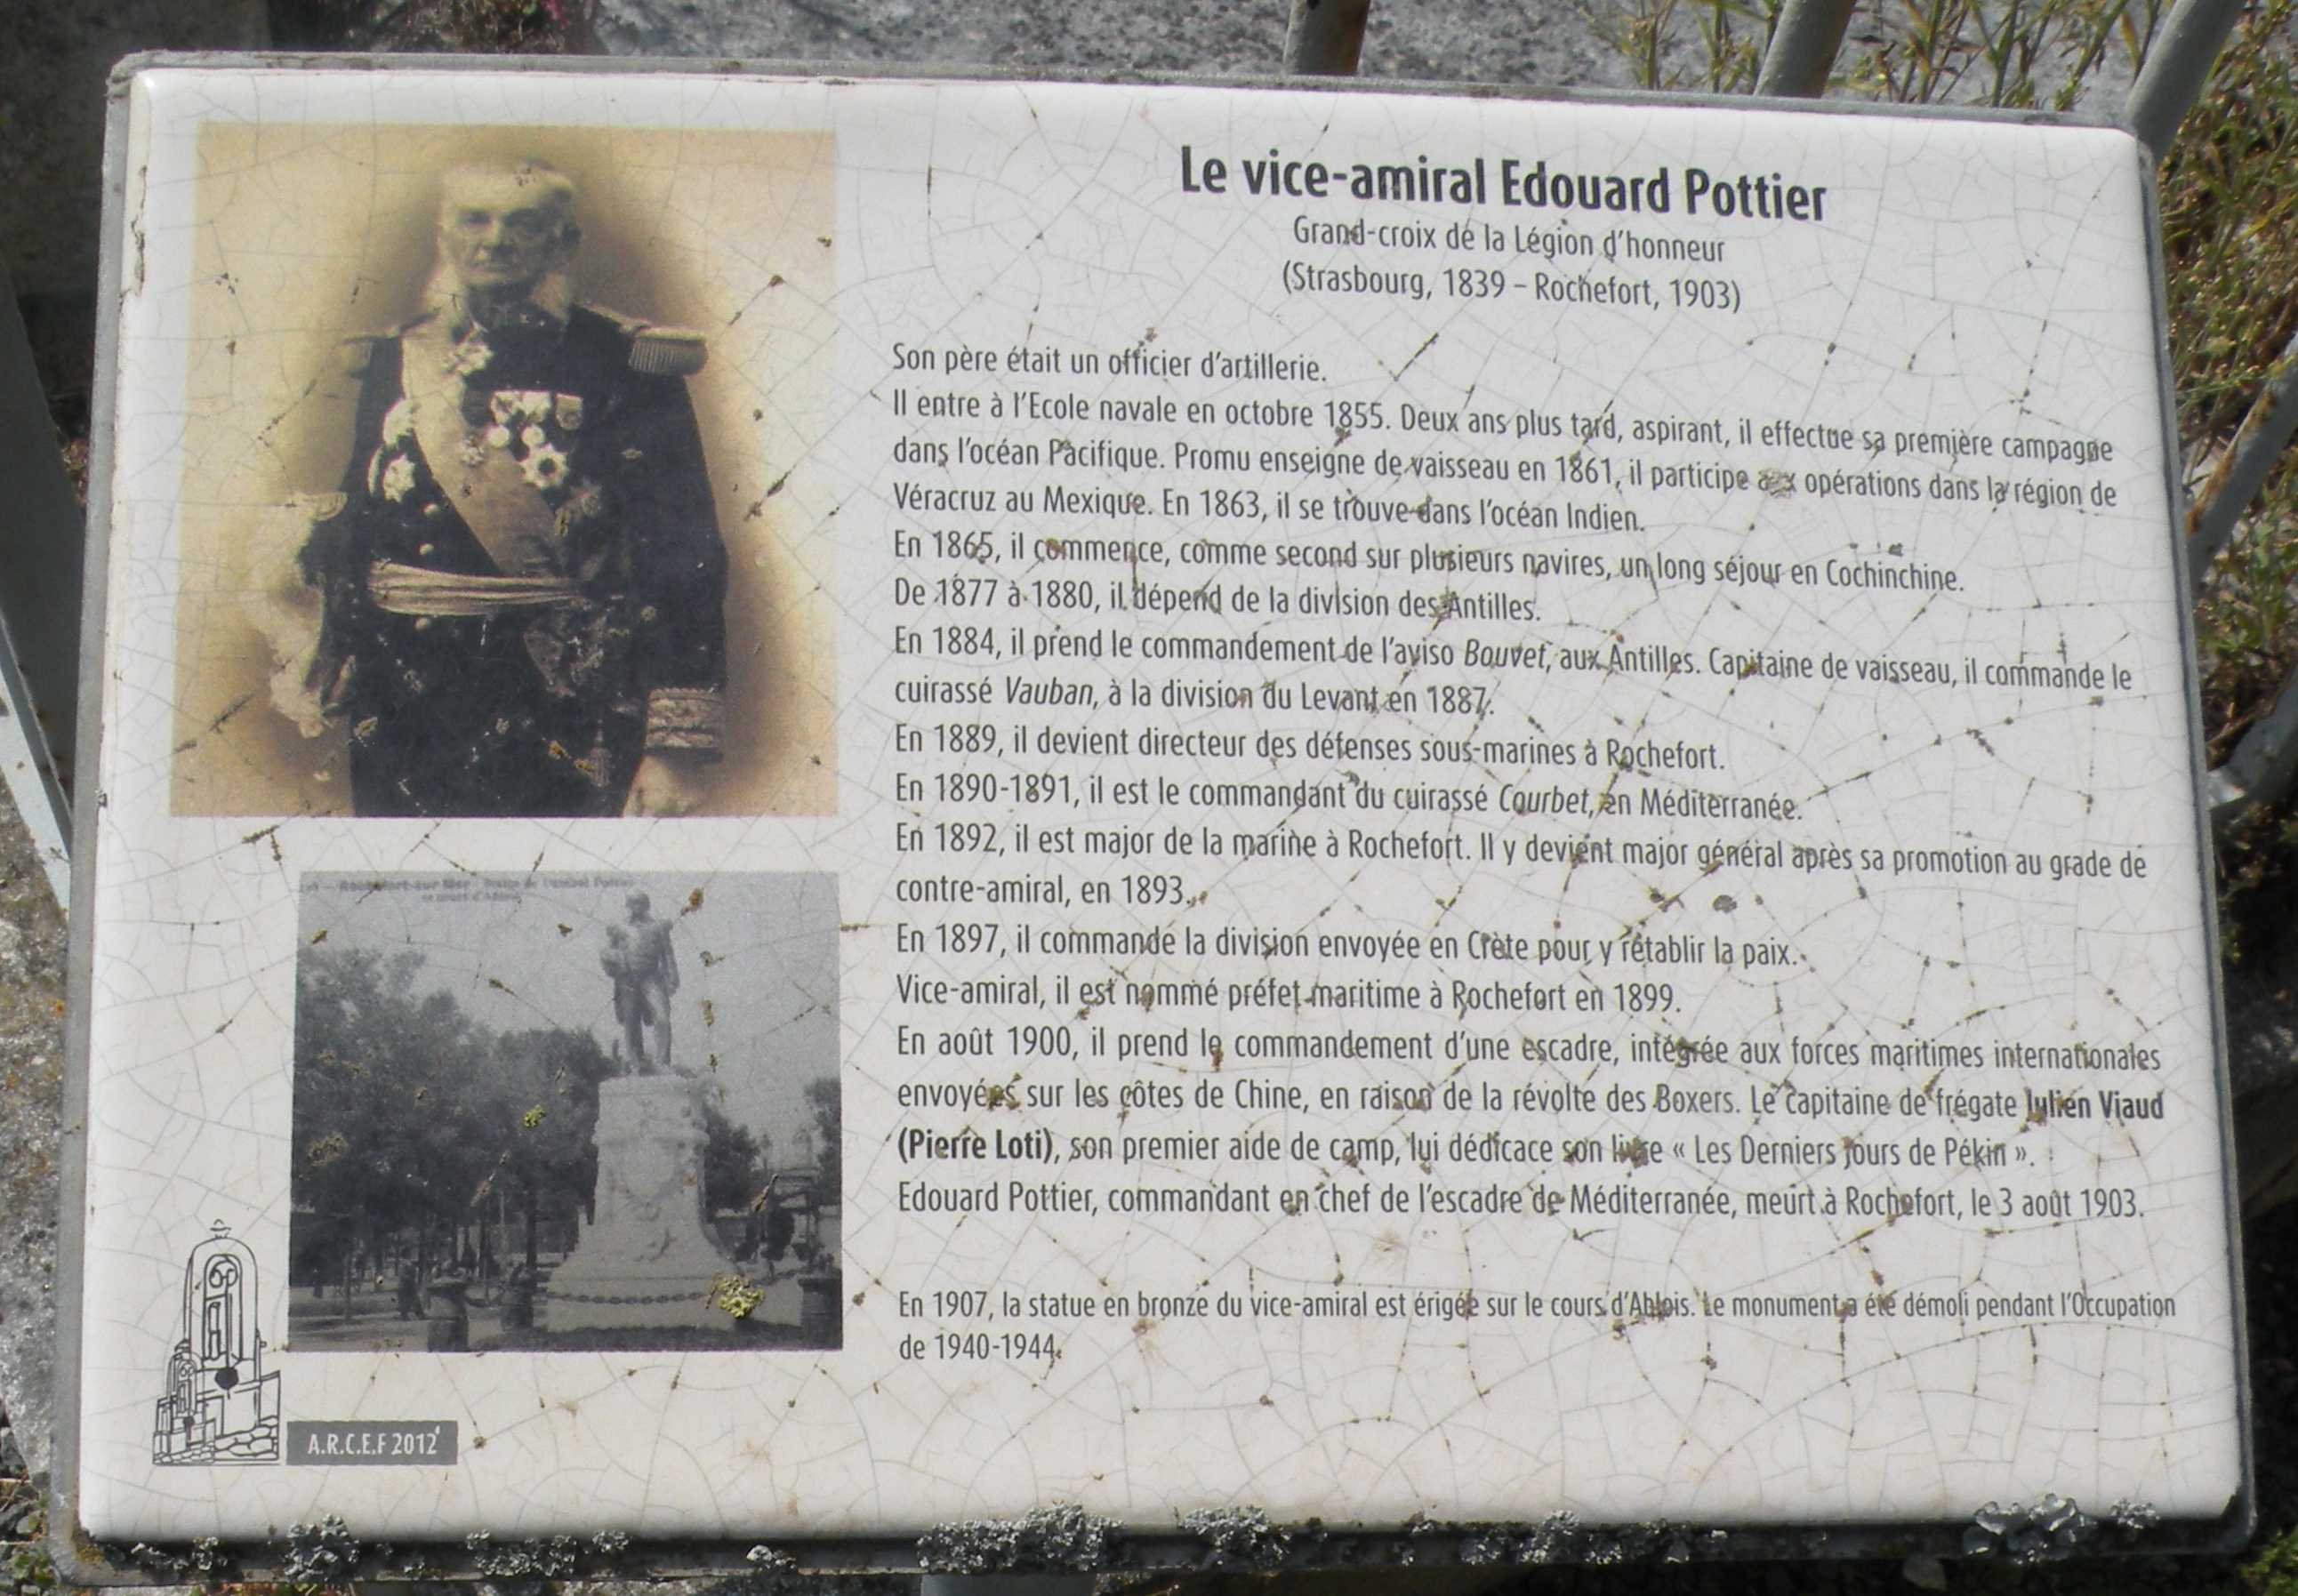 Le vice-amiral Edouard Pottier
Grand-croix de la Légion d'honneur
(Strasbourg, 1839 – Rochefort, 1903)
Son père était un officier d'artillerie.
Il entre à l'Ecole navale en octobre 1855. Deux ans plus tard, aspirant, il effectue sa première campagne
dans l'océan Pacifique. Promu enseigne de vaisseau en 1861, il participe aux opérations dans la région de
Véracruz au Mexique. En 1863, il se trouve dans l'océan Indien.
En 1865, il commence, comme second sur plusieurs navires, un long séjour en Cochinchine.
De 1877 à 1880, il dépend de la division des Antilles.
En 1884, il prend le commandement de l'aviso Bouvet, aux Antilles. Capitaine de vaisseau, il commande le
cuirassé Vauban, à la division du Levant en 1887.
En 1889, il devient directeur des défenses sous-marines à Rochefort.
En 1890-1891, il est le commandant du cuirassé Courbet, en Méditerranée.
En 1892, il est major de la marine à Rochefort. Il y devient major général après sa promotion au grade de
contre-amiral, en 1893.
En 1897, il commande la division envoyée en Crète pour y rétablir la paix.
Vice-amiral, il est nommé préfet maritime à Rochefort en 1899.
En août 1900, il prend le commandement d'une escadre, intégrée aux forces maritimes internationales
envoyées sur les côtes de Chine, en raison de la révolte des Boxers. Le capitaine de frégate Julien Viaud
(Pierre Loti), son premier aide de camp, lui dédicace son livre « Les Derniers jours de Pékin ».
Edouard Pottier, commandant en chef de l'escadre de Méditerranée, meurt à Rochefort, le 3 août 1903.
En 1907, la statue en bronze du vice-amiral est érigée sur le cours d'Ablois. Le monument a été démoli pendant l'Occupation
de 1940-1944.
Rochefort-sur-Mer
A.R.C.E.F 2012